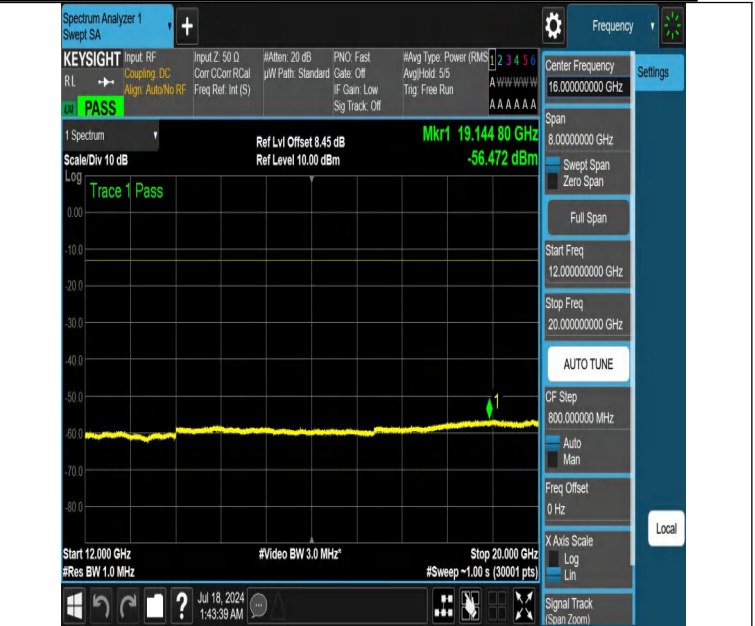 Spectrum Analyzer 1
Swept SA
+
Frequency
KEYSIGHT
RL
PASS
Input: RF
Coupling: DC
Align: Auto/No RF
Input Z: 50 Ω
Corr CCorr RCal
Freq Ref: Int (S)
#Atten: 20 dB
µW Path: Standard
PNO: Fast
Gate: Off
IF Gain: Low
Sig Track: Off
#Avg Type: Power (RMS
Avg|Hold: 5/5
Trig: Free Run
1 2 3 4 5 6
A W W W W W
A A A A A A
1 Spectrum
Scale/Div 10 dB
Ref Lvl Offset 8.45 dB
Ref Level 10.00 dBm
Mkr1 19.144 80 GHz
-56.472 dBm
Log
Trace 1 Pass
0.00
-10.0
-20.0
-30.0
-40.0
-50.0
-60.0
-70.0
-80.0
1
Start 12.000 GHz
#Res BW 1.0 MHz
#Video BW 3.0 MHz*
Stop 20.000 GHz
#Sweep ~1.00 s (30001 pts)
Center Frequency
16.000000000 GHz
Settings
Span
8.00000000 GHz
Swept Span
Zero Span
Full Span
Start Freq
12.000000000 GHz
Stop Freq
20.000000000 GHz
AUTO TUNE
CF Step
800.000000 MHz
Auto
Man
Freq Offset
0 Hz
X Axis Scale
Log
Lin
Local
Signal Track
(Span Zoom)
?
Jul 18, 2024
1:43:39 AM